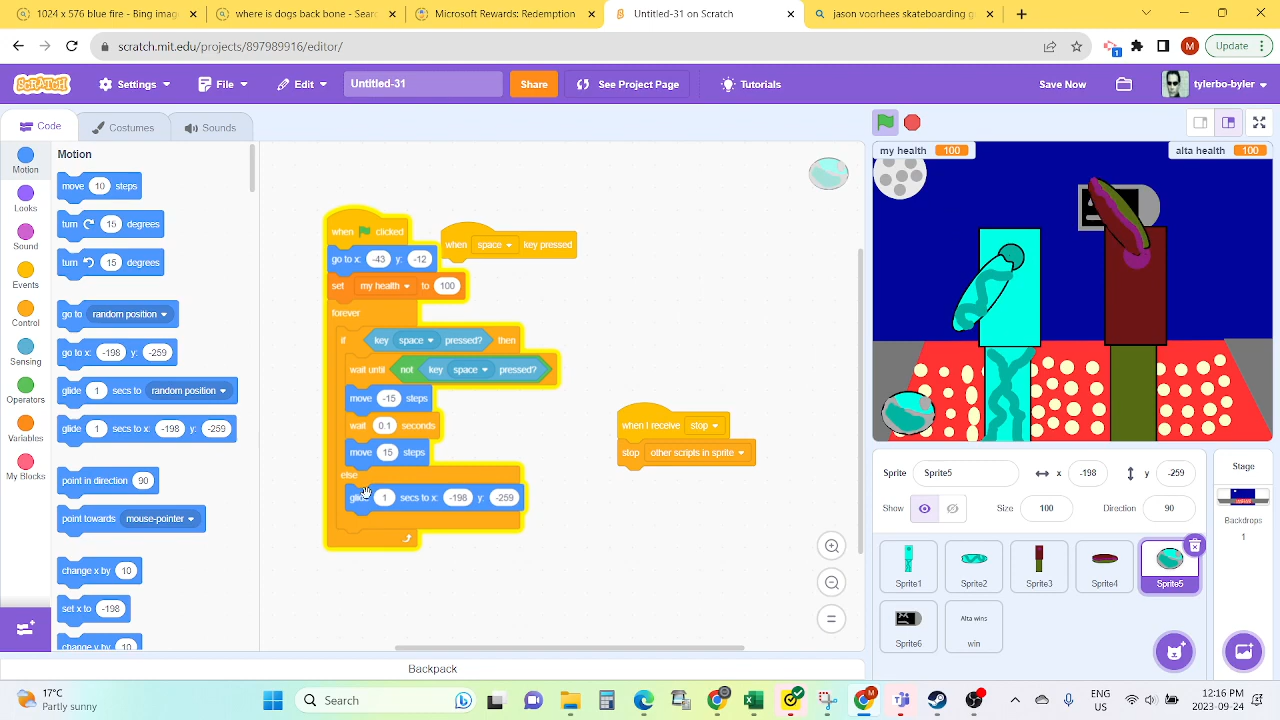 1024 x 576 phone - Bing imag
where is dogs back bone - Sear
Microsoft Rewards - Redemption
Untitled-31 on Scratch
jason voorhees skateboarding g
scratch.mit.edu/projects/897989916/editor/
1
M
Update
SCRATCH
Settings
File
Edit
Untitled-31
Share
See Project Page
Tutorials
Save Now
tylerbo-byler
Code
Costumes
Sounds
Motion
Looks
Sound
Events
Control
Sensing
Operators
Variables
My Blocks
Motion
move 10 steps
turn 15 degrees
turn 15 degrees
go to random position
go to x: -198 y: -259
glide 1 secs to random position
glide 1 secs to x: -198 y: -259
point in direction 90
point towards mouse-pointer
change x by 10
set x to -198
change y by 10
when clicked
go to x: -43 y: -12
set my health to 100
forever
if key space pressed? then
wait until not key space pressed?
move -15 steps
wait 0.1 seconds
move 15 steps
else
glide 1 secs to x: -198 y: -259
when space key pressed
when I receive stop
stop other scripts in sprite
my health 100
alta health 100
Sprite Sprite5 x -198 y -259
Show Size 100 Direction 90
Sprite1
Sprite2
Sprite3
Sprite4
Sprite5
Sprite6
Alta wins
win
Stage
Backdrops
1
Backpack
17°C
Partly sunny
Search
ENG
US
12:19 PM
2023-09-24